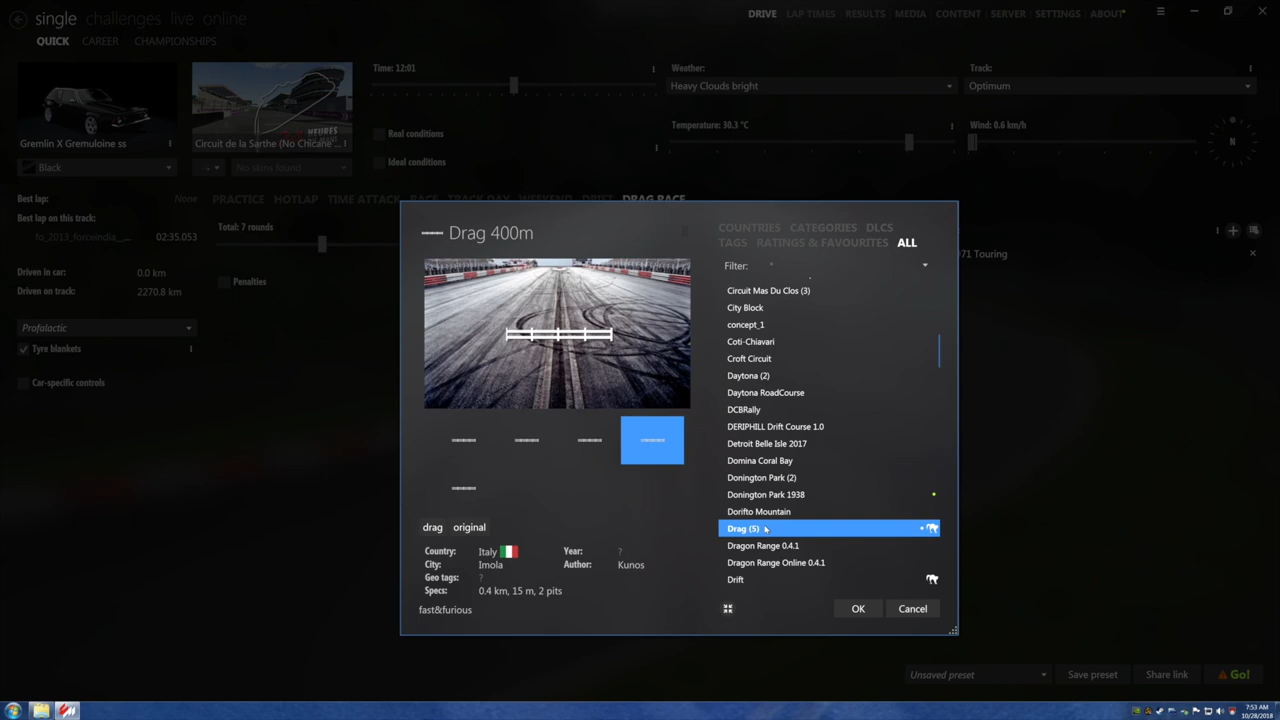 single challenges live online
DRIVE LAP TIMES RESULTS MEDIA CONTENT SERVER SETTINGS ABOUT
QUICK CAREER CHAMPIONSHIPS
Time: 12:01
Weather:
Track:
Heavy Clouds bright
Optimum
Real conditions
Temperature: 30.3 °C
Wind: 0.6 km/h
N
Gremlin X Gremuloine ss
Circuit de la Sarthe (No Chicane ...
Ideal conditions
Black
No skins found
Best lap: None
PRACTICE HOTLAP TIME ATTACK RACE TRACK DAY WEEKEND DRIFT DRAG RACE
Best lap on this track:
fo_2013_forceindia__... 02:35.053
Total: 7 rounds
Driven in car: 0.0 km
Driven on track: 2270.8 km
Penalties
Profalactic
Tyre blankets
Car-specific controls
971 Touring
Drag 400m
COUNTRIES CATEGORIES DLCS
TAGS RATINGS & FAVOURITES ALL
Filter:
Circuit Mas Du Clos (3)
City Block
concept_1
Coti-Chiavari
Croft Circuit
Daytona (2)
Daytona RoadCourse
DCBRally
DERIPHILL Drift Course 1.0
Detroit Belle Isle 2017
Domina Coral Bay
Donington Park (2)
Donington Park 1938
Dorifto Mountain
Drag (5)
Dragon Range 0.4.1
Dragon Range Online 0.4.1
Drift
drag original
Country: Italy Year: ?
City: Imola Author: Kunos
Geo tags: ?
Specs: 0.4 km, 15 m, 2 pits
fast&furious
OK Cancel
Unsaved preset
Save preset
Share link
Go!
7:53 AM
10/28/2018